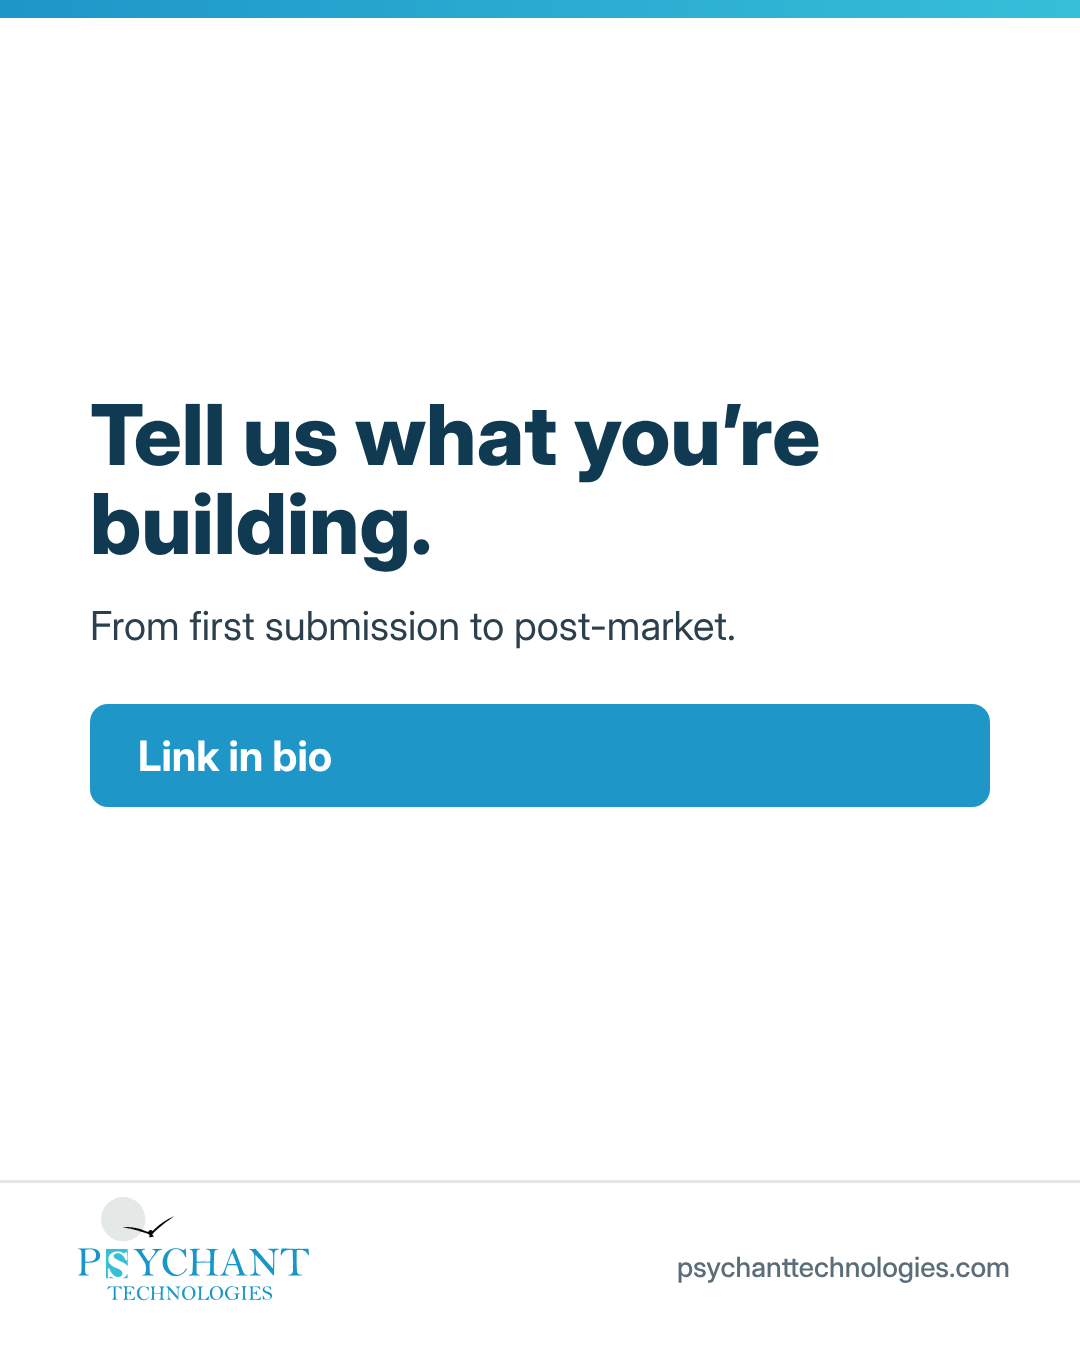 Tell us what you’re
building.
From first submission to post-market.
Link in bio
PSYCHANT
TECHNOLOGIES
psychanttechnologies.com